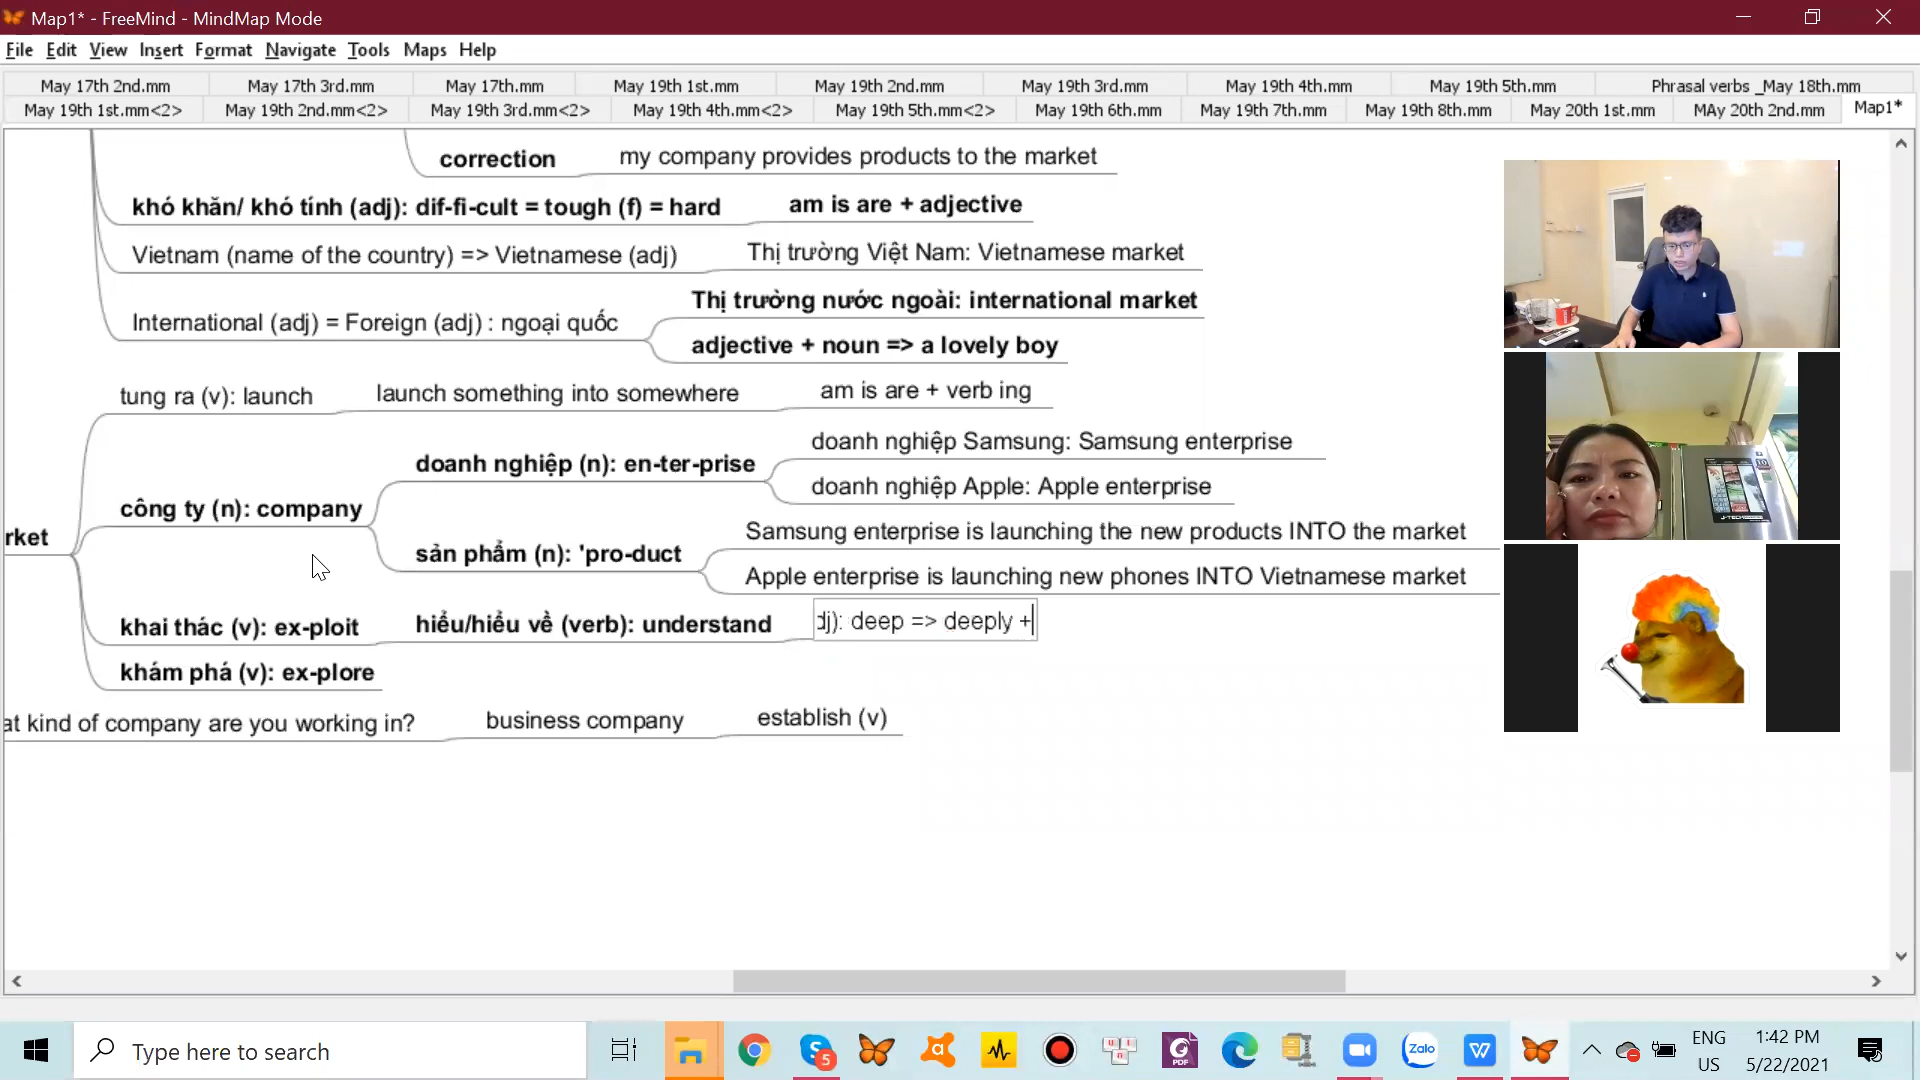 Map1* - FreeMind - MindMap Mode
File Edit View Insert Format Navigate Tools Maps Help
May 17th 2nd.mm May 17th 3rd.mm May 17th.mm May 19th 1st.mm May 19th 2nd.mm May 19th 3rd.mm May 19th 4th.mm May 19th 5th.mm Phrasal verbs _May 18th.mm
May 19th 1st.mm<2> May 19th 2nd.mm<2> May 19th 3rd.mm<2> May 19th 4th.mm<2> May 19th 5th.mm<2> May 19th 6th.mm May 19th 7th.mm May 19th 8th.mm May 20th 1st.mm MAy 20th 2nd.mm Map1*
correction my company provides products to the market
khó khăn/ khó tính (adj): dif-fi-cult = tough (f) = hard am is are + adjective
Vietnam (name of the country) => Vietnamese (adj) Thị trường Việt Nam: Vietnamese market
Thị trường nước ngoài: international market
International (adj) = Foreign (adj) : ngoại quốc
adjective + noun => a lovely boy
tung ra (v): launch launch something into somewhere am is are + verb ing
doanh nghiệp Samsung: Samsung enterprise
doanh nghiệp (n): en-ter-prise
doanh nghiệp Apple: Apple enterprise
công ty (n): company
rket
Samsung enterprise is launching the new products INTO the market
sản phẩm (n): 'pro-duct
Apple enterprise is launching new phones INTO Vietnamese market
khai thác (v): ex-ploit hiểu/hiểu về (verb): understand dj): deep => deeply +
khám phá (v): ex-plore
at kind of company are you working in? business company establish (v)
J-TECH
Type here to search
5
Zalo
PDF
ENG
US
1:42 PM
5/22/2021